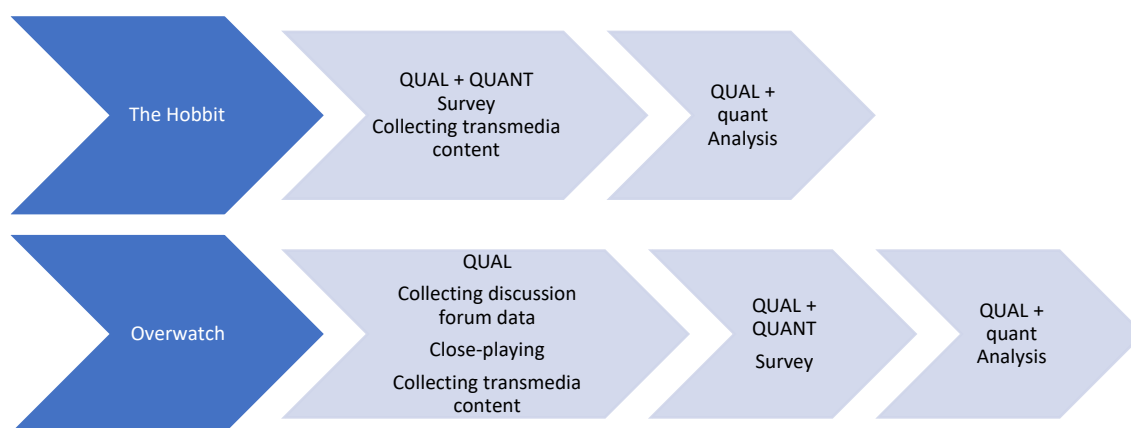 The Hobbit
QUAL + QUANT
Survey
Collecting transmedia
content
QUAL +
quant
Analysis
Overwatch
QUAL
Collecting discussion
forum data
Close-playing
Collecting transmedia
content
QUAL +
QUANT
Survey
QUAL +
quant
Analysis